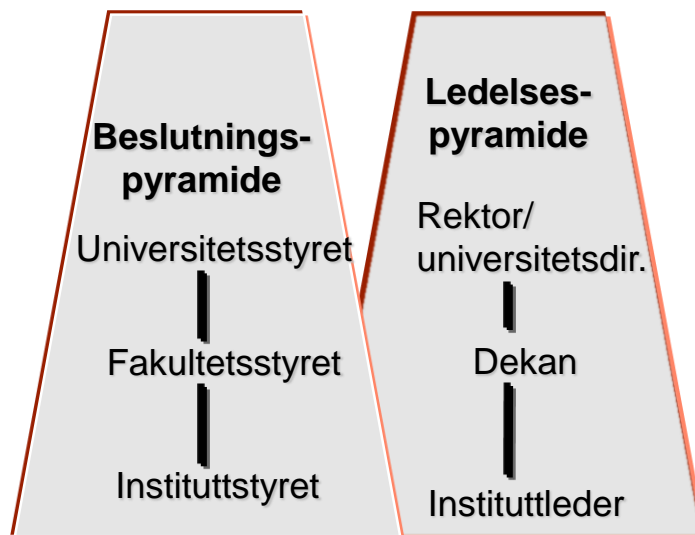 Beslutnings-
pyramide
Universitetsstyret
Fakultetsstyret
Instituttstyret
Ledelses-
pyramide
Rektor/
universitetsdir.
Dekan
Instituttleder